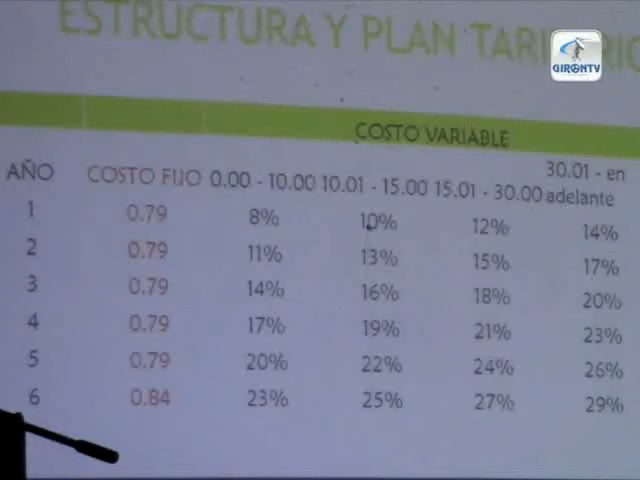 ESTRUCTURA Y PLAN
GIRONTV
COSTO VARIABLE
AÑO COSTO FIJO 0.00 - 10.00 10.01 - 15.00 15.01 - 30.00 30.01 - en adelante
1 0.79 8% 10% 12% 14%
2 0.79 11% 13% 15% 17%
3 0.79 14% 16% 18% 20%
4 0.79 17% 19% 21% 23%
5 0.79 20% 22% 24% 26%
6 0.84 23% 25% 27% 29%